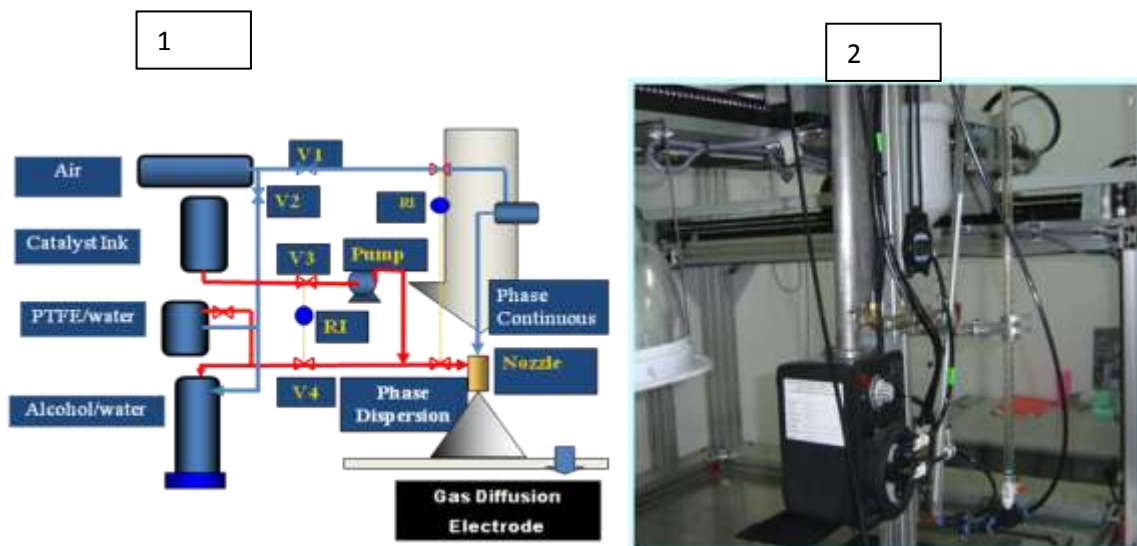 1
2
Air
V1
V2
RI
Catalyst Ink
V3
Pump
PTFE/water
RI
Phase
Continuous
Nozzle
Alcohol/water
V4
Phase
Dispersion
Gas Diffusion
Electrode